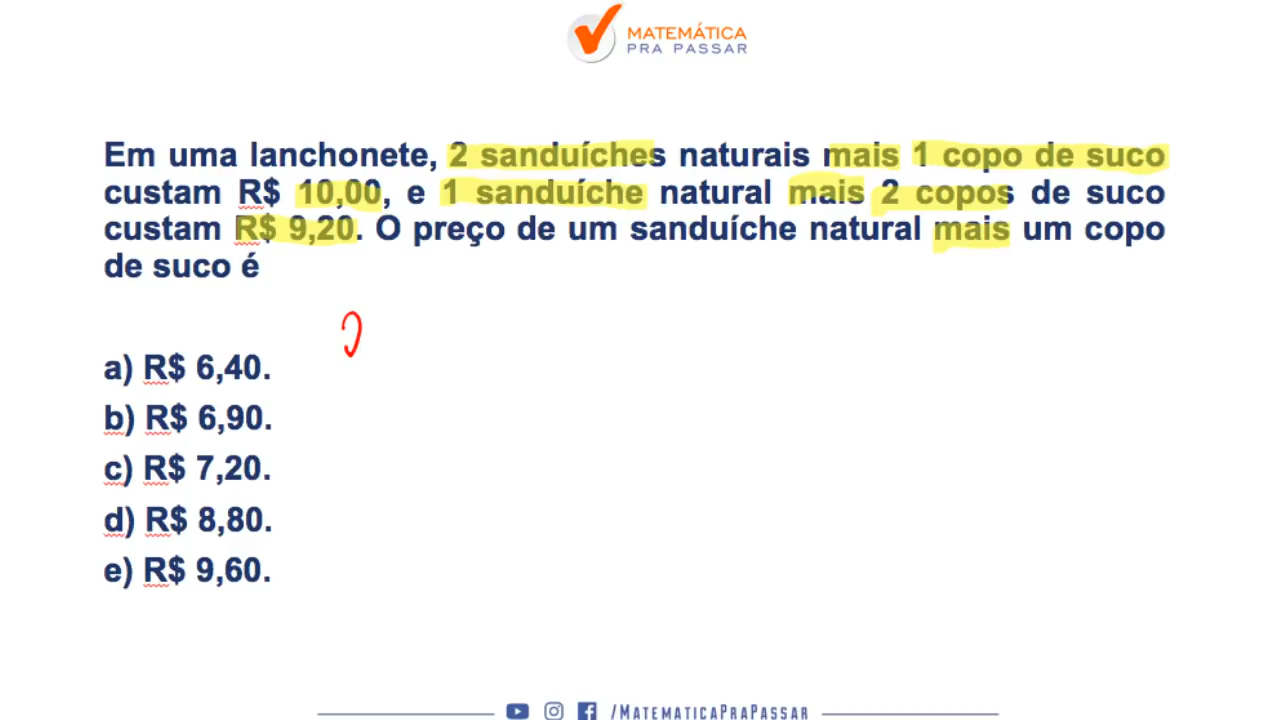 MATEMÁTICA
PRA PASSAR
Em uma lanchonete, 2 sanduíches naturais mais 1 copo de suco
custam R$ 10,00, e 1 sanduíche natural mais 2 copos de suco
custam R$ 9,20. O preço de um sanduíche natural mais um copo
de suco é
a) R$ 6,40.
b) R$ 6,90.
c) R$ 7,20.
d) R$ 8,80.
e) R$ 9,60.
/MATEMATICAPRAPASSAR